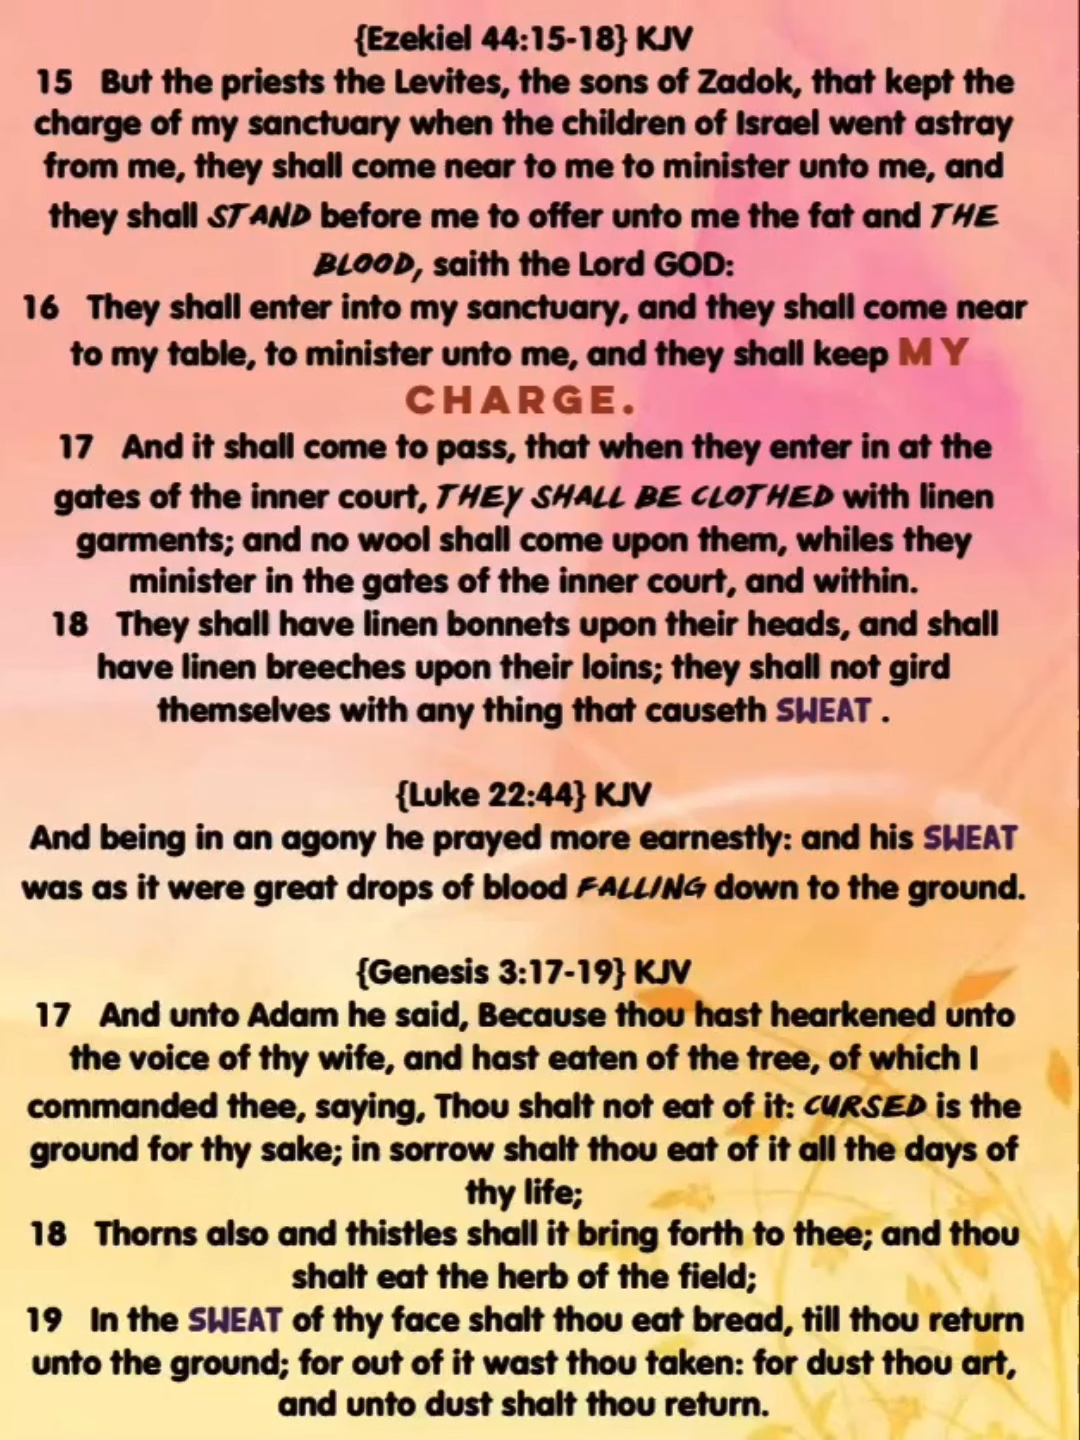 {Ezekiel 44:15-18} KJV
15 But the priests the Levites, the sons of Zadok, that kept the
charge of my sanctuary when the children of Israel went astray
from me, they shall come near to me to minister unto me, and
they shall STAND before me to offer unto me the fat and THE
BLOOD, saith the Lord GOD:
16 They shall enter into my sanctuary, and they shall come near
to my table, to minister unto me, and they shall keep MY
CHARGE.
17 And it shall come to pass, that when they enter in at the
gates of the inner court, THEY SHALL BE CLOTHED with linen
garments; and no wool shall come upon them, whiles they
minister in the gates of the inner court, and within.
18 They shall have linen bonnets upon their heads, and shall
have linen breeches upon their loins; they shall not gird
themselves with any thing that causeth SWEAT .
{Luke 22:44} KJV
And being in an agony he prayed more earnestly: and his SWEAT
was as it were great drops of blood FALLING down to the ground.
{Genesis 3:17-19} KJV
17 And unto Adam he said, Because thou hast hearkened unto
the voice of thy wife, and hast eaten of the tree, of which I
commanded thee, saying, Thou shalt not eat of it: CURSED is the
ground for thy sake; in sorrow shalt thou eat of it all the days of
thy life;
18 Thorns also and thistles shall it bring forth to thee; and thou
shalt eat the herb of the field;
19 In the SWEAT of thy face shalt thou eat bread, till thou return
unto the ground; for out of it wast thou taken: for dust thou art,
and unto dust shalt thou return.